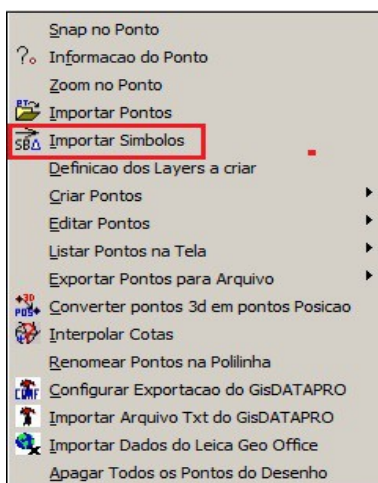 Snap no Ponto
Informacao do Ponto
Zoom no Ponto
Importar Pontos
Importar Simbolos
Definicao dos Layers a criar
Criar Pontos
Editar Pontos
Listar Pontos na Tela
Exportar Pontos para Arquivo
Converter pontos 3d em pontos Posicao
Interpolar Cotas
Renomear Pontos na Polilinha
Configurar Exportacao do GisDATAPRO
Importar Arquivo Txt do GisDATAPRO
Importar Dados do Leica Geo Office
Apagar Todos os Pontos do Desenho